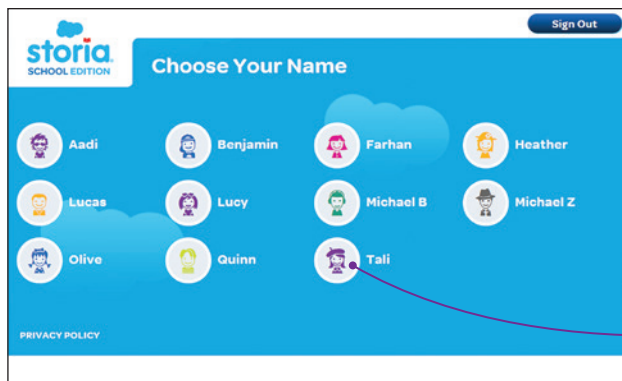 Sign Out
storia
SCHOOL EDITION
Choose Your Name
Aadi Benjamin Farhan Heather
Lucas Lucy Michael B Michael Z
Olive Quinn Tali
PRIVACY POLICY